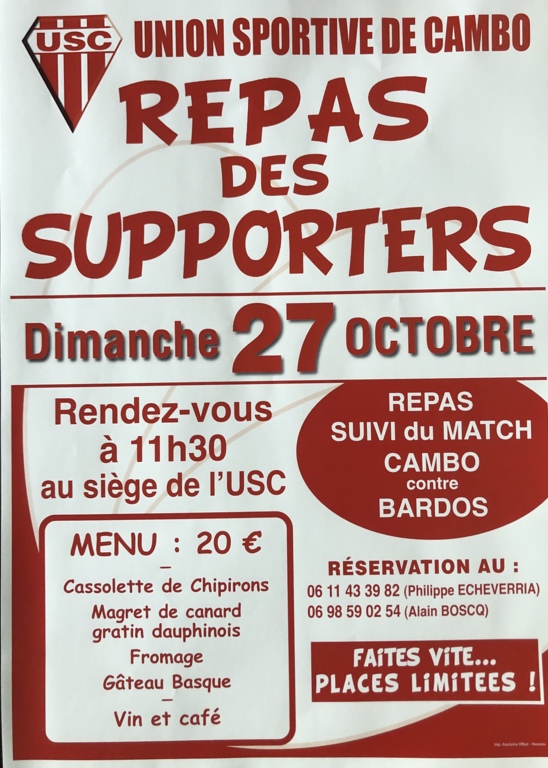 USC
UNION SPORTIVE DE CAMBO
REPAS
DES
SUPPORTERS
Dimanche 27 OCTOBRE
Rendez-vous
à 11h30
au siège de l'USC
REPAS
SUIVI du MATCH
CAMBO
contre
BARDOS
MENU : 20 €
Cassolette de Chipirons
Magret de canard
gratin dauphinois
Fromage
Gâteau Basque
Vin et café
RÉSERVATION AU :
06 11 43 39 82 (Philippe ECHEVERRIA)
06 98 59 02 54 (Alain BOSCQ)
FAITES VITE...
PLACES LIMITEES !